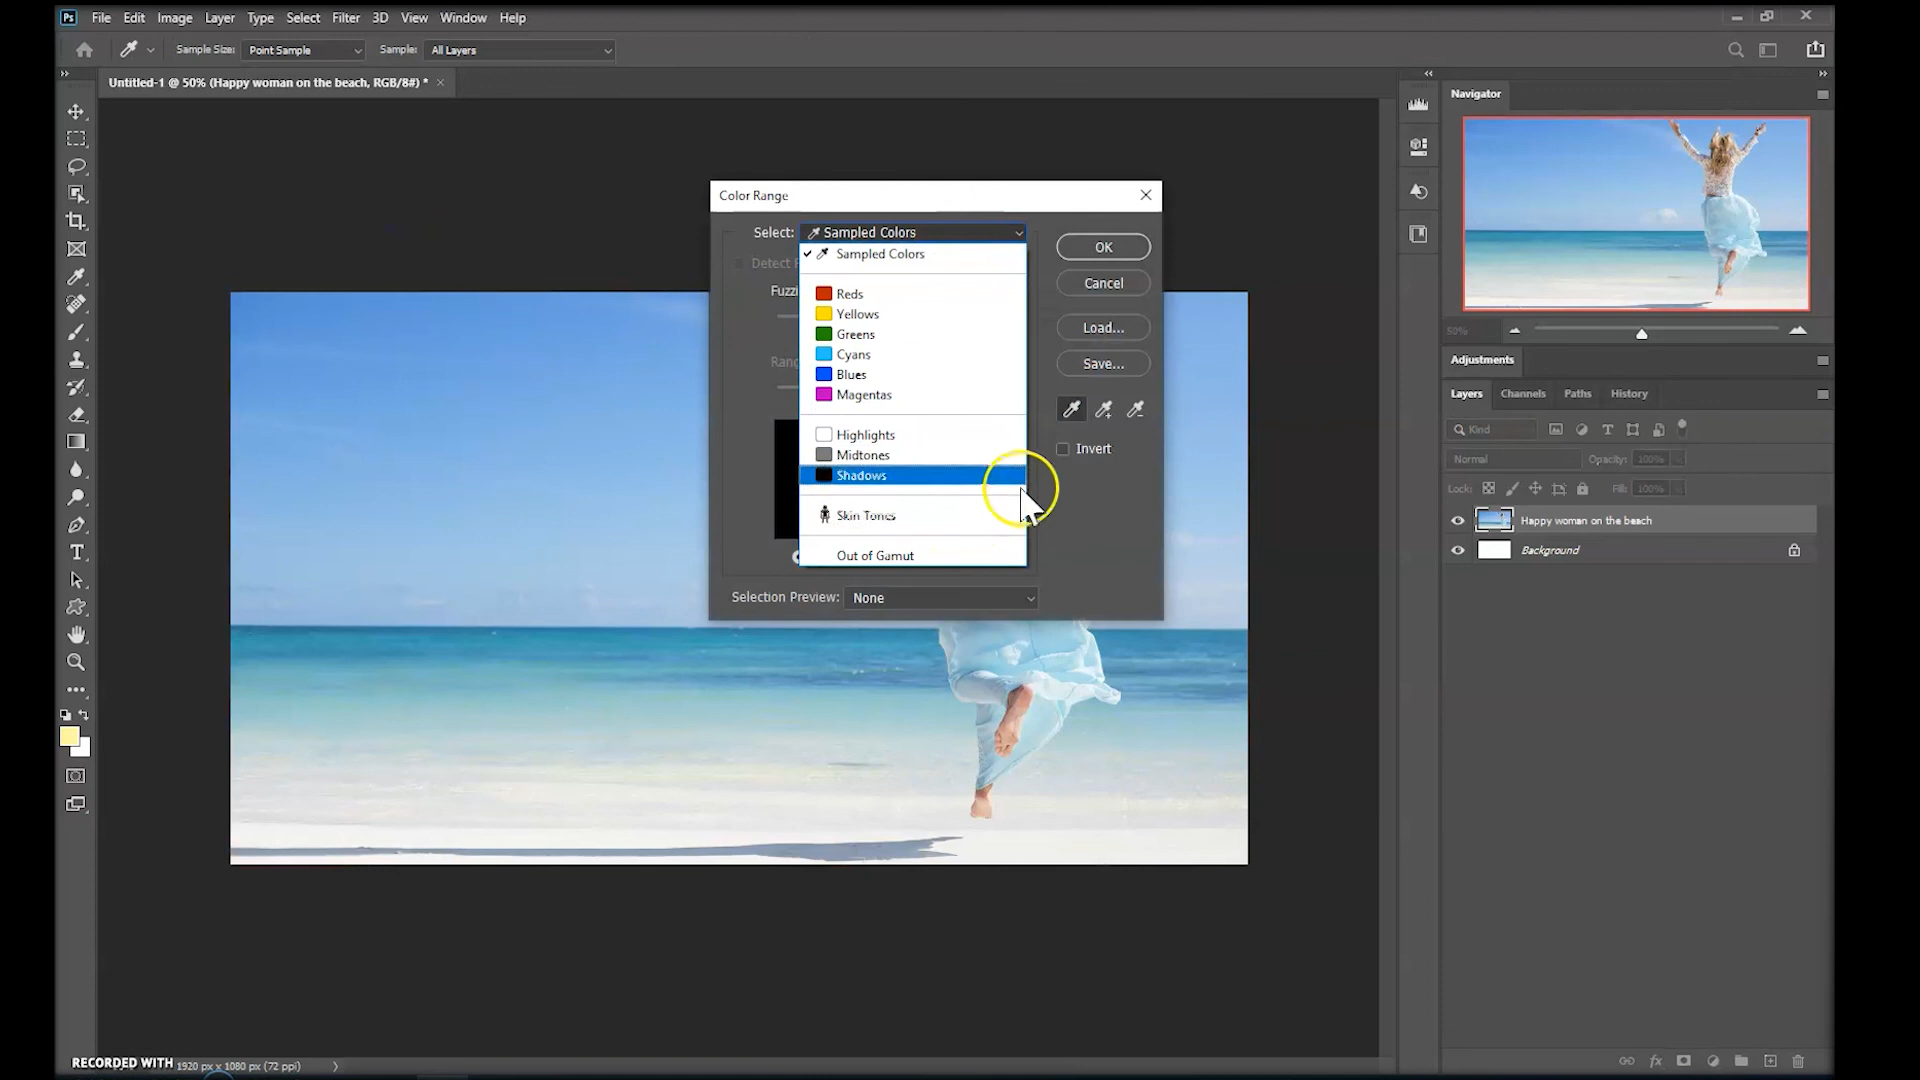 Ps File Edit Image Layer Type Select Filter 3D View Window Help
Sample Size: Point Sample Sample: All Layers
Untitled-1 @ 50% (Happy woman on the beach, RGB/8#) * ×
Navigator
50%
Adjustments
Layers Channels Paths History
Kind
Normal Opacity: 100%
Lock: Fill: 100%
Happy woman on the beach
Background
Color Range
Select: Sampled Colors
Sampled Colors
Reds
Yellows
Greens
Cyans
Blues
Magentas
Highlights
Midtones
Shadows
Skin Tones
Out of Gamut
Detect
Fuzzi
Rang
OK
Cancel
Load...
Save...
Invert
Selection Preview: None
RECORDED WITH 1920 px x 1080 px (72 ppi)